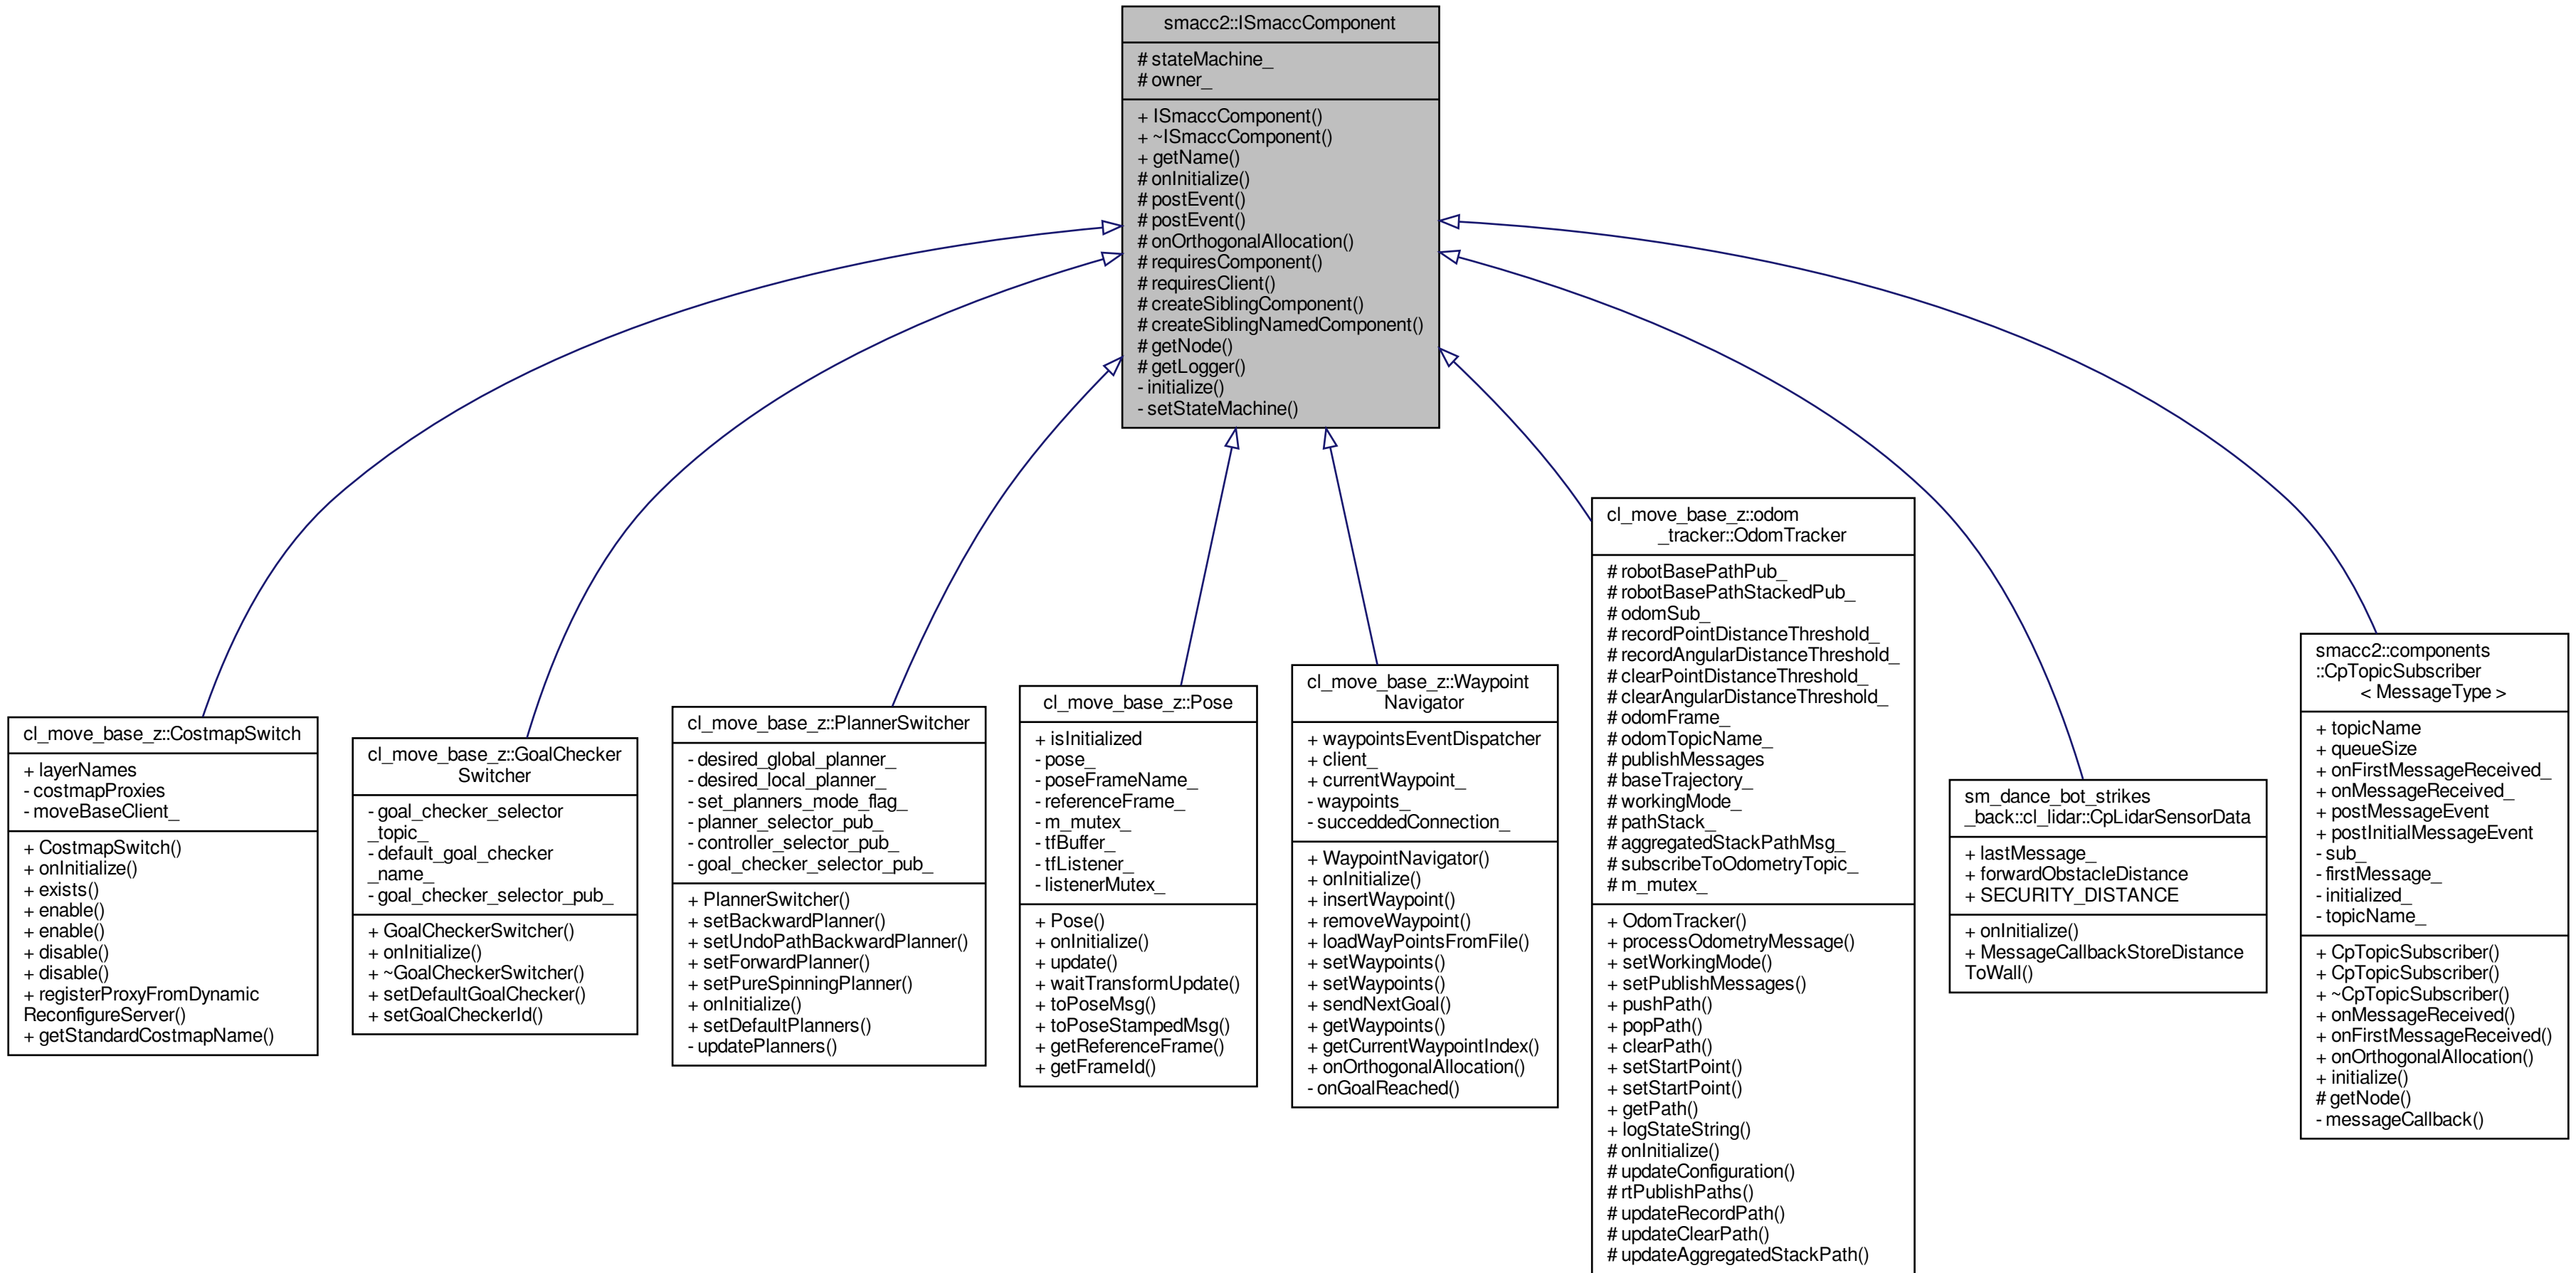 smacc2::ISmaccComponent
# stateMachine_
# owner_
+ ISmaccComponent()
+ ~ISmaccComponent()
+ getName()
# onInitialize()
# postEvent()
# postEvent()
# onOrthogonalAllocation()
# requiresComponent()
# requiresClient()
# createSiblingComponent()
# createSiblingNamedComponent()
# getNode()
# getLogger()
- initialize()
- setStateMachine()
cl_move_base_z::CostmapSwitch
+ layerNames
- costmapProxies
- moveBaseClient_
+ CostmapSwitch()
+ onInitialize()
+ exists()
+ enable()
+ enable()
+ disable()
+ disable()
+ registerProxyFromDynamic
ReconfigureServer()
+ getStandardCostmapName()
cl_move_base_z::GoalChecker
Switcher
- goal_checker_selector
_topic_
- default_goal_checker
_name_
- goal_checker_selector_pub_
+ GoalCheckerSwitcher()
+ onInitialize()
+ ~GoalCheckerSwitcher()
+ setDefaultGoalChecker()
+ setGoalCheckerId()
cl_move_base_z::PlannerSwitcher
- desired_global_planner_
- desired_local_planner_
- set_planners_mode_flag_
- planner_selector_pub_
- controller_selector_pub_
- goal_checker_selector_pub_
+ PlannerSwitcher()
+ setBackwardPlanner()
+ setUndoPathBackwardPlanner()
+ setForwardPlanner()
+ setPureSpinningPlanner()
+ onInitialize()
+ setDefaultPlanners()
- updatePlanners()
cl_move_base_z::Pose
+ isInitialized
- pose_
- poseFrameName_
- referenceFrame_
- m_mutex_
- tfBuffer_
- tfListener_
- listenerMutex_
+ Pose()
+ onInitialize()
+ update()
+ waitTransformUpdate()
+ toPoseMsg()
+ toPoseStampedMsg()
+ getReferenceFrame()
+ getFrameId()
cl_move_base_z::Waypoint
Navigator
+ waypointsEventDispatcher
+ client_
+ currentWaypoint_
- waypoints_
- succeddedConnection_
+ WaypointNavigator()
+ onInitialize()
+ insertWaypoint()
+ removeWaypoint()
+ loadWayPointsFromFile()
+ setWaypoints()
+ setWaypoints()
+ sendNextGoal()
+ getWaypoints()
+ getCurrentWaypointIndex()
+ onOrthogonalAllocation()
- onGoalReached()
cl_move_base_z::odom
_tracker::OdomTracker
# robotBasePathPub_
# robotBasePathStackedPub_
# odomSub_
# recordPointDistanceThreshold_
# recordAngularDistanceThreshold_
# clearPointDistanceThreshold_
# clearAngularDistanceThreshold_
# odomFrame_
# odomTopicName_
# publishMessages
# baseTrajectory_
# workingMode_
# pathStack_
# aggregatedStackPathMsg_
# subscribeToOdometryTopic_
# m_mutex_
+ OdomTracker()
+ processOdometryMessage()
+ setWorkingMode()
+ setPublishMessages()
+ pushPath()
+ popPath()
+ clearPath()
+ setStartPoint()
+ setStartPoint()
+ getPath()
+ logStateString()
# onInitialize()
# updateConfiguration()
# rtPublishPaths()
# updateRecordPath()
# updateClearPath()
# updateAggregatedStackPath()
sm_dance_bot_strikes
_back::cl_lidar::CpLidarSensorData
+ lastMessage_
+ forwardObstacleDistance
+ SECURITY_DISTANCE
+ onInitialize()
+ MessageCallbackStoreDistance
ToWall()
smacc2::components
::CpTopicSubscriber
< MessageType >
+ topicName
+ queueSize
+ onFirstMessageReceived_
+ onMessageReceived_
+ postMessageEvent
+ postInitialMessageEvent
- sub_
- firstMessage_
- initialized_
- topicName_
+ CpTopicSubscriber()
+ CpTopicSubscriber()
+ ~CpTopicSubscriber()
+ onMessageReceived()
+ onFirstMessageReceived()
+ onOrthogonalAllocation()
+ initialize()
# getNode()
- messageCallback()